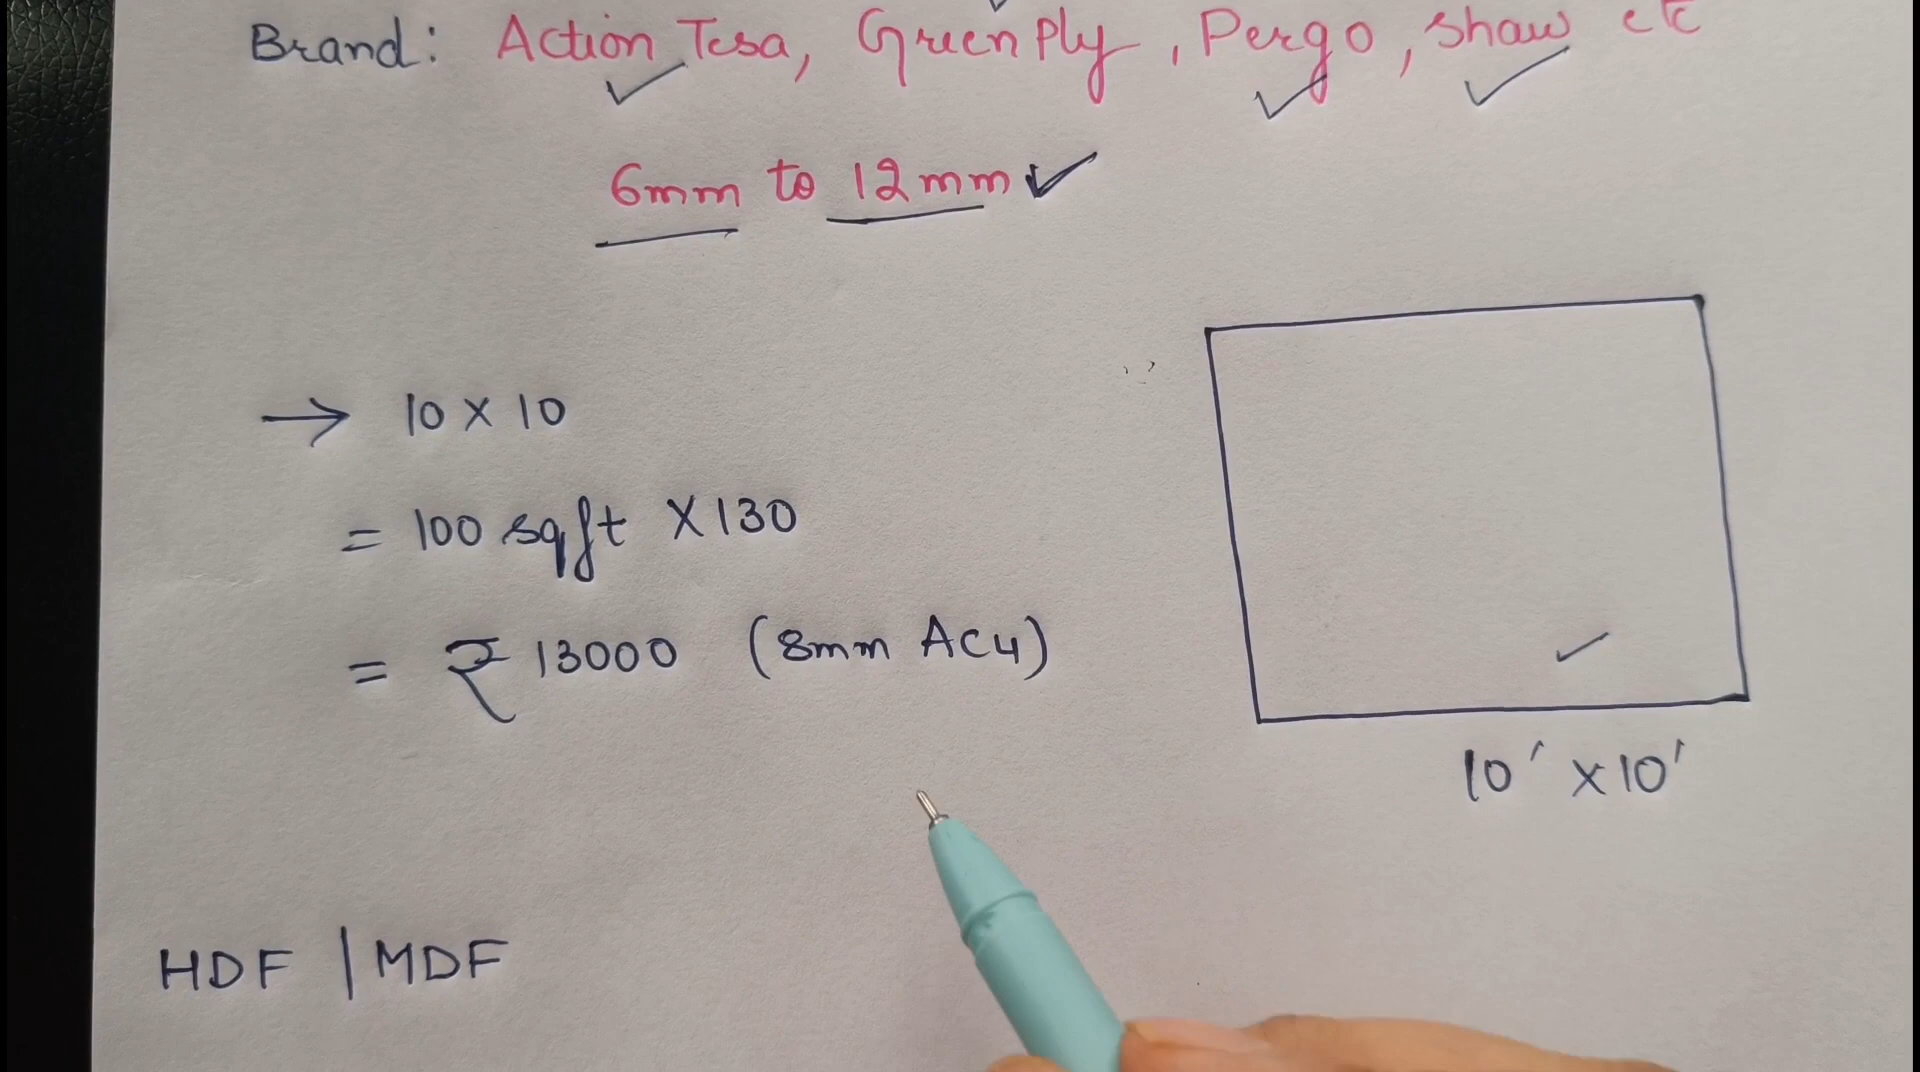 Brand: Action Tesa, Greenply, Pergo, Shaw etc
6mm to 12mm
→ 10 X 10
= 100 sqft X 130
= ₹ 13000 (8mm AC4)
10' X 10'
HDF | MDF